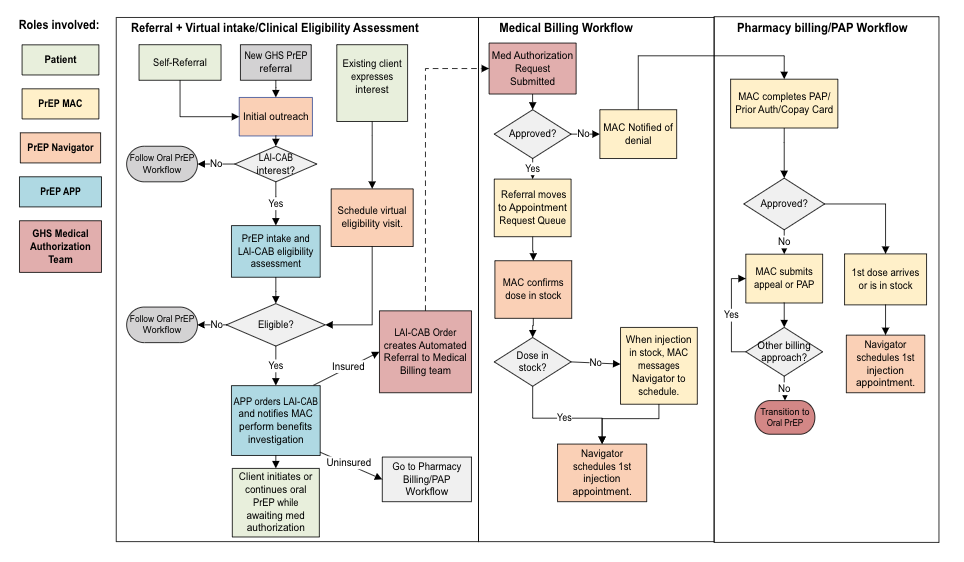 Roles involved:
Patient
PrEP MAC
PrEP Navigator
PrEP APP
GHS Medical
Authorization
Team
Referral + Virtual intake/Clinical Eligibility Assessment
Self-Referral
New GHS PrEP
referral
Existing client
expresses
interest
Initial outreach
LAI-CAB
interest?
No
Follow Oral PrEP
Workflow
Yes
Schedule virtual
eligibility visit.
PrEP intake and
LAI-CAB eligibility
assessment
Eligible?
No
Follow Oral PrEP
Workflow
Yes
LAI-CAB Order
creates Automated
Referral to Medical
Billing team
Insured
APP orders LAI-CAB
and notifies MAC
perform benefits
investigation
Uninsured
Go to Pharmacy
Billing/PAP
Workflow
Client initiates or
continues oral
PrEP while
awaiting med
authorization
Medical Billing Workflow
Med Authorization
Request
Submitted
Approved?
No
MAC Notified of
denial
Yes
Referral moves
to Appointment
Request Queue
MAC confirms
dose in stock
Dose in
stock?
No
When injection
in stock, MAC
messages
Navigator to
schedule.
Yes
Navigator
schedules 1st
injection
appointment.
Pharmacy billing/PAP Workflow
MAC completes PAP/
Prior Auth/Copay Card
Approved?
No
MAC submits
appeal or PAP
1st dose arrives
or is in stock
Yes
Other billing
approach?
Navigator
schedules 1st
injection
appointment.
No
Transition to
Oral PrEP